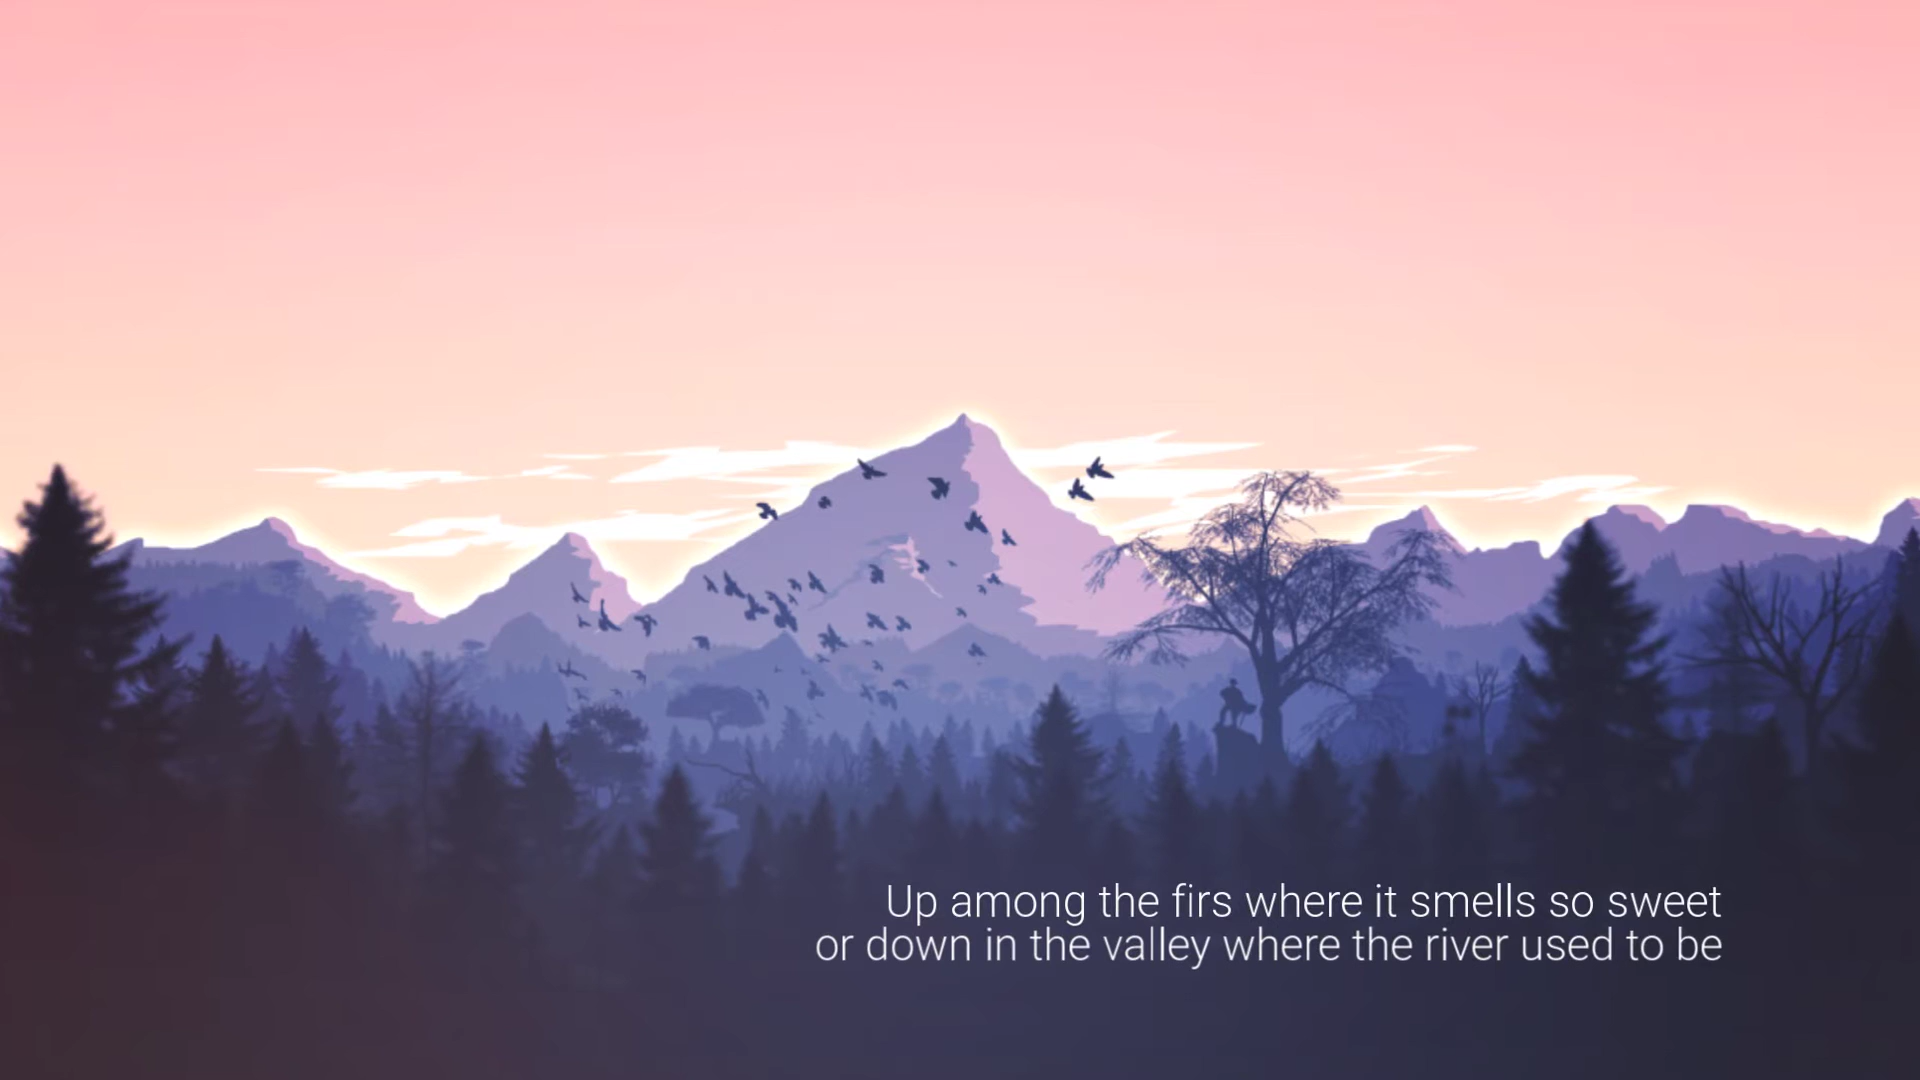 Up among the firs where it smells so sweet
or down in the valley where the river used to be